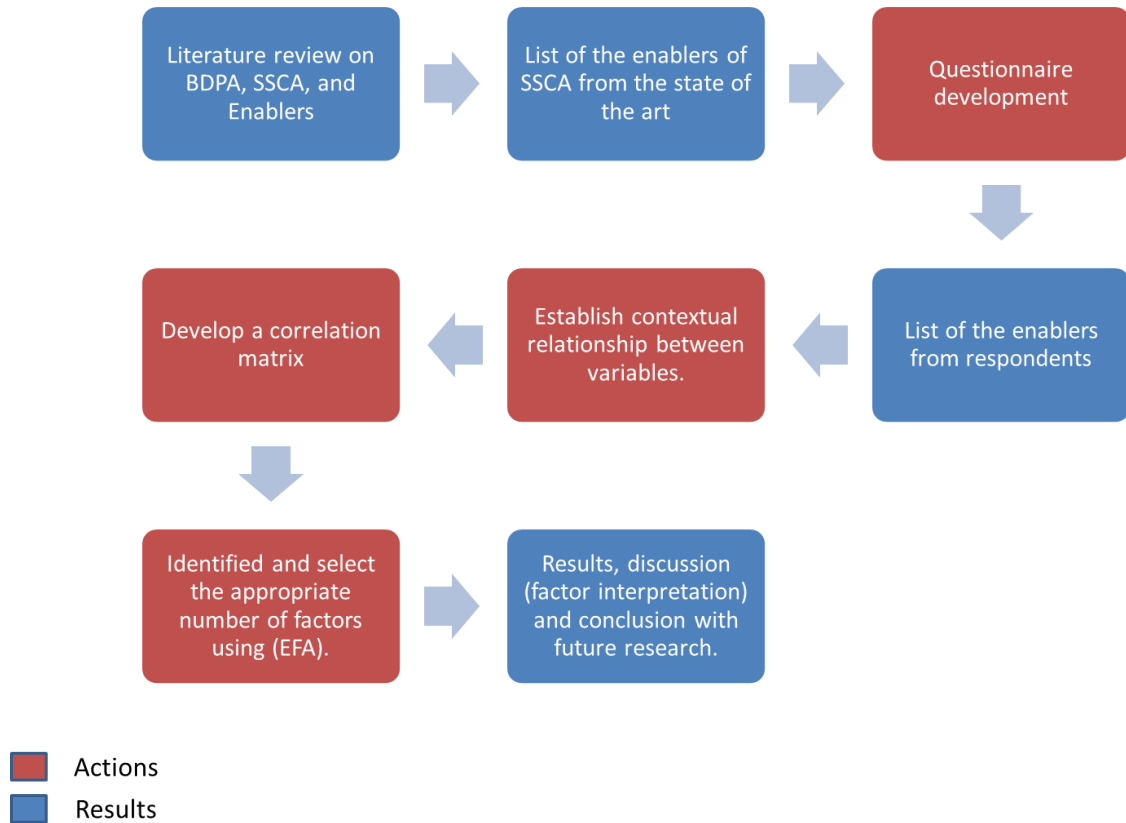 Literature review on
BDPA, SSCA, and
Enablers
List of the enablers of
SSCA from the state of
the art
Questionnaire
development
List of the enablers
from respondents
Establish contextual
relationship between
variables.
Develop a correlation
matrix
Identified and select
the appropriate
number of factors
using (EFA).
Results, discussion
(factor interpretation)
and conclusion with
future research.
Actions
Results